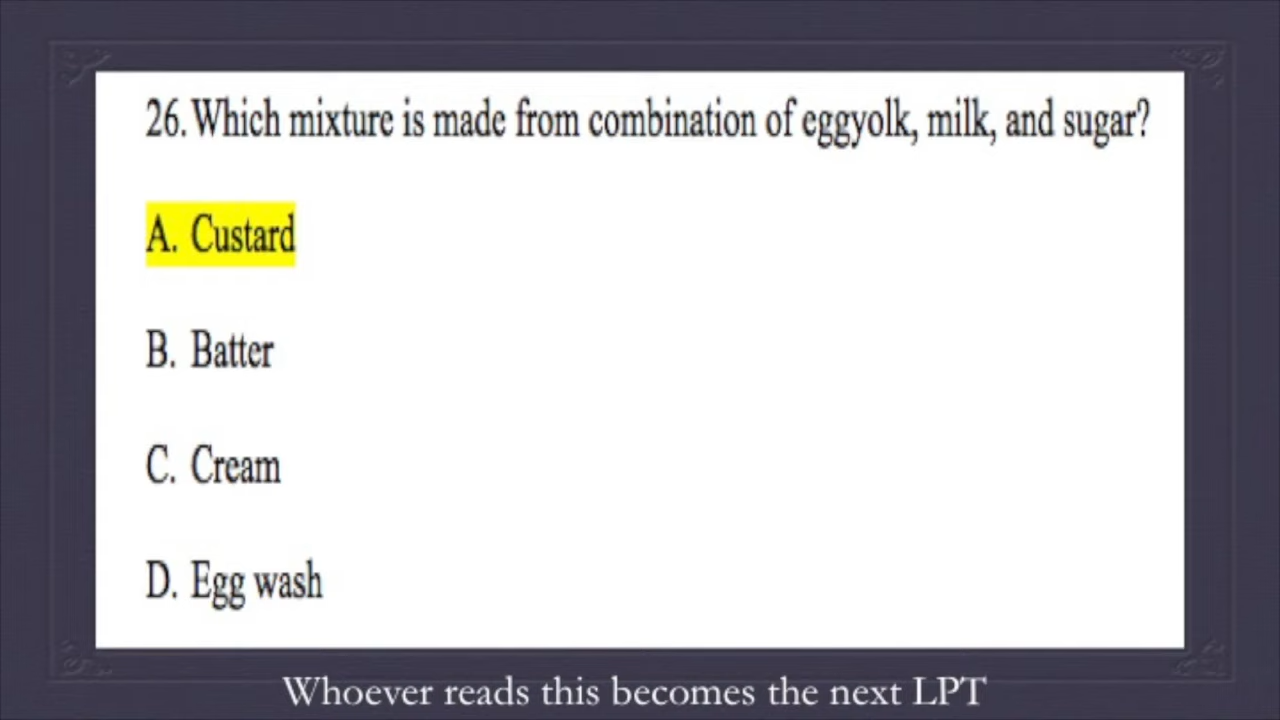 26. Which mixture is made from combination of eggyolk, milk, and sugar?
A. Custard
B. Batter
C. Cream
D. Egg wash
Whoever reads this becomes the next LPT